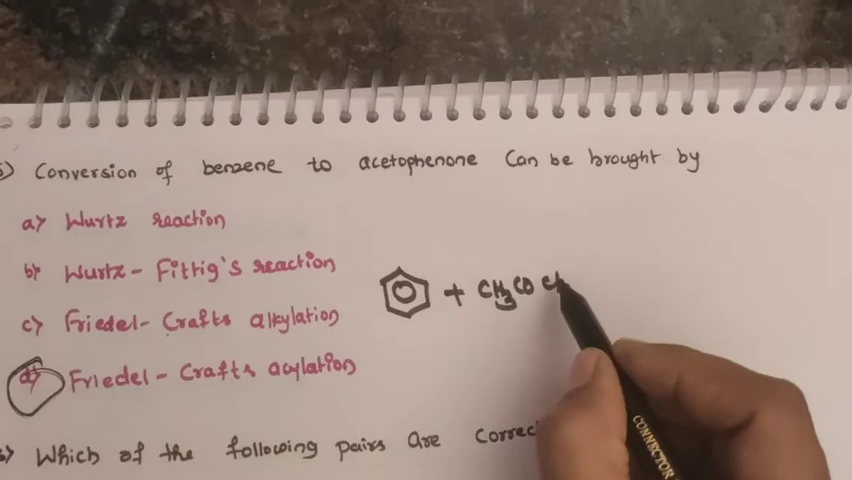 Conversion of benzene to acetophenone Can be brought by
a) Wurtz reaction
b) Wurtz - Fittig's reaction
+ CH3CO
c) Friedel - Crafts alkylation
d) Friedel - Crafts acylation
Which of the following pairs are
CONNECTOR